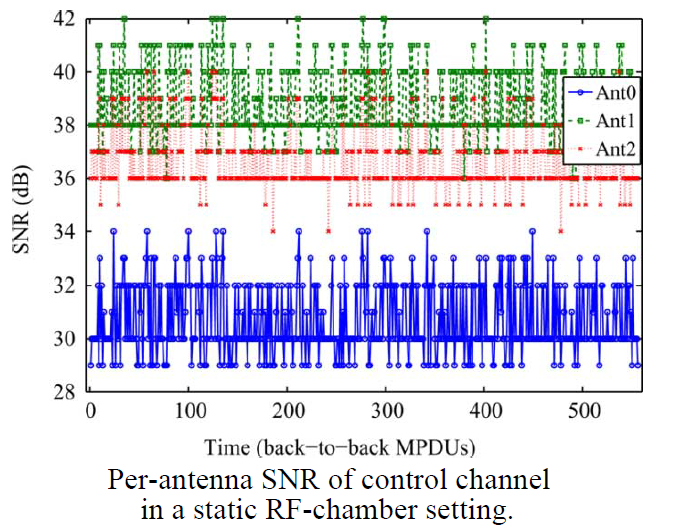 42
40
38
36
34
32
30
28
SNR (dB)
Ant0
Ant1
Ant2
0
100
200
300
400
500
Time (back−to−back MPDUs)
Per-antenna SNR of control channel
in a static RF-chamber setting.